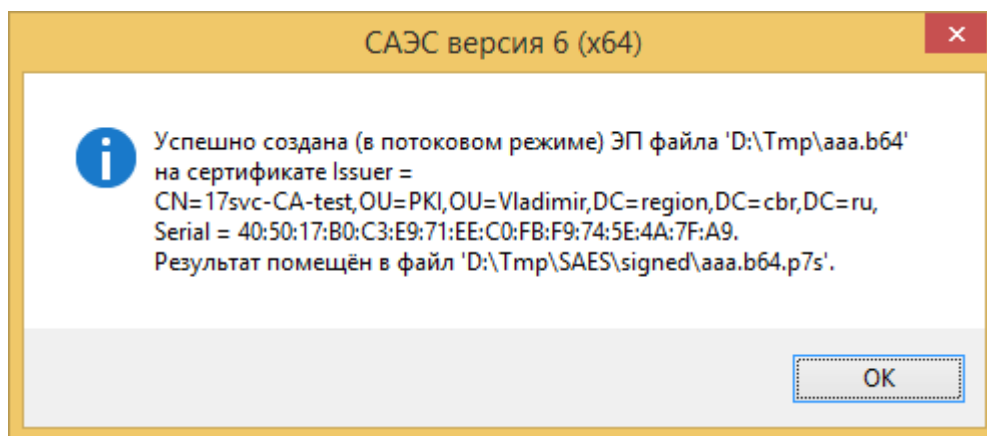 САЭС версия 6 (x64)
Успешно создана (в потоковом режиме) ЭП файла 'D:\Tmp\aaa.b64'
на сертификате Issuer =
CN=17svc-CA-test,OU=PKI,OU=Vladimir,DC=region,DC=cbr,DC=ru,
Serial = 40:50:17:B0:C3:E9:71:EE:C0:FB:F9:74:5E:4A:7F:A9.
Результат помещён в файл 'D:\Tmp\SAES\signed\aaa.b64.p7s'.
OK